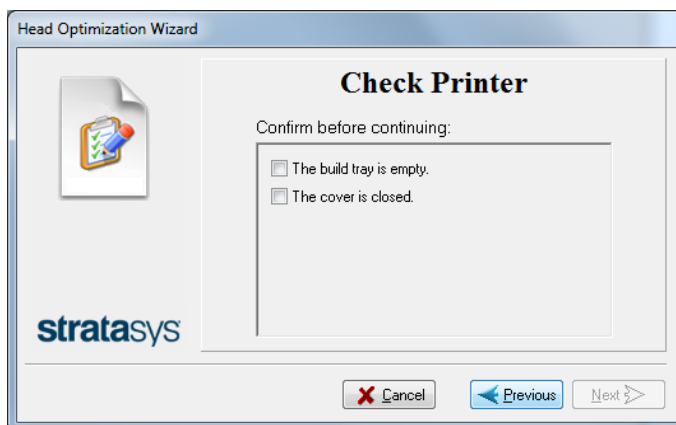 Head Optimization Wizard
Check Printer
Confirm before continuing:
The build tray is empty.
The cover is closed.
stratasys
Cancel
Previous
Next